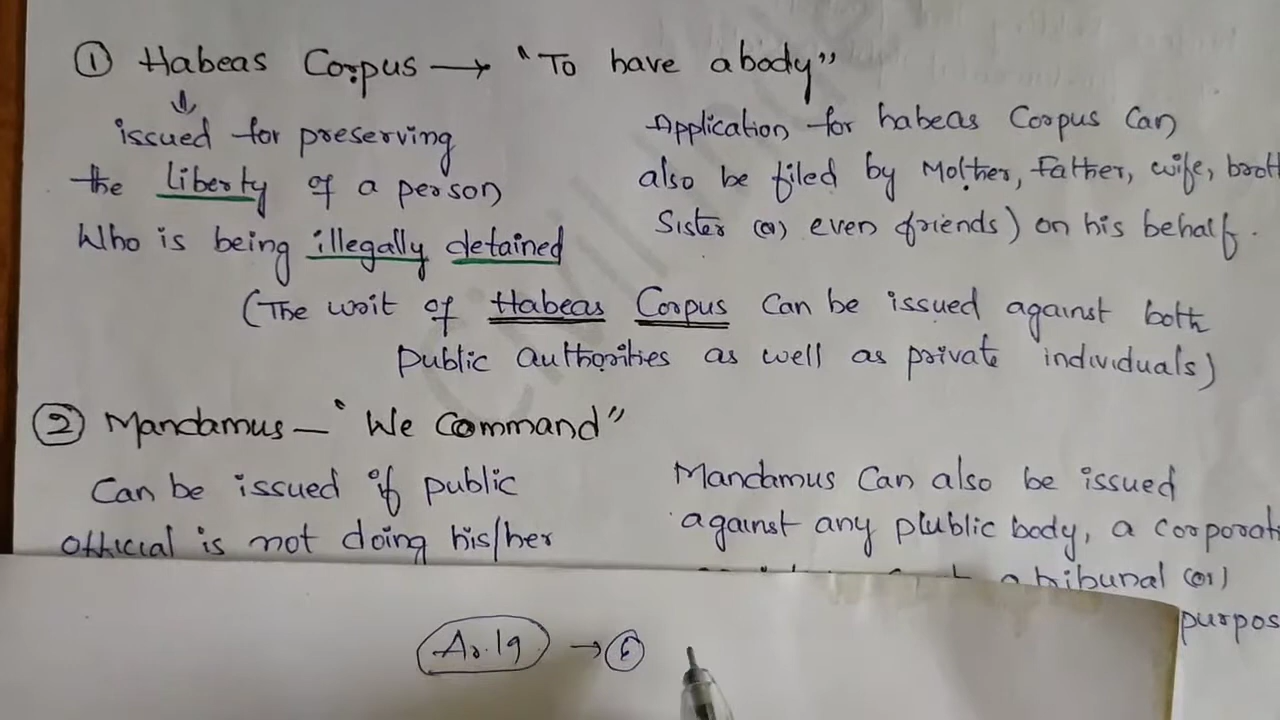 ① Habeas Corpus → "To have a body"
issued for preserving
the liberty of a person
Who is being illegally detained
Application for habeas Corpus Can
also be filed by Mother, Father, wife, brot
Sister (or) even friends) on his behalf.
(The writ of Habeas Corpus Can be issued against both
Public authorities as well as private individuals)
② Mandamus – "We Command"
Can be issued if public
official is not doing his/her
Mandamus Can also be issued
against any plublic body, a corporati
a tribunal (or)
purpos
Ar.19 → 6